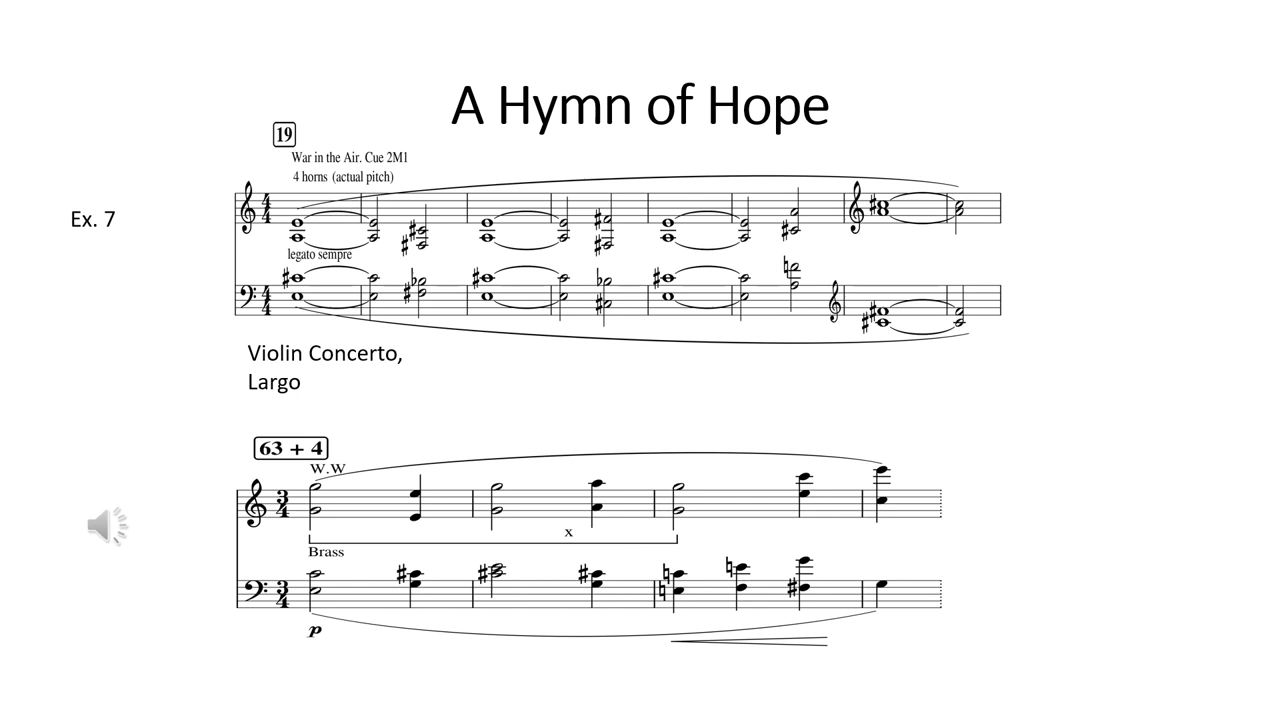 A Hymn of Hope
19
War in the Air. Cue 2M1
4 horns (actual pitch)
Ex. 7
legato sempre
Violin Concerto,
Largo
63 + 4
W.W
x
Brass
p